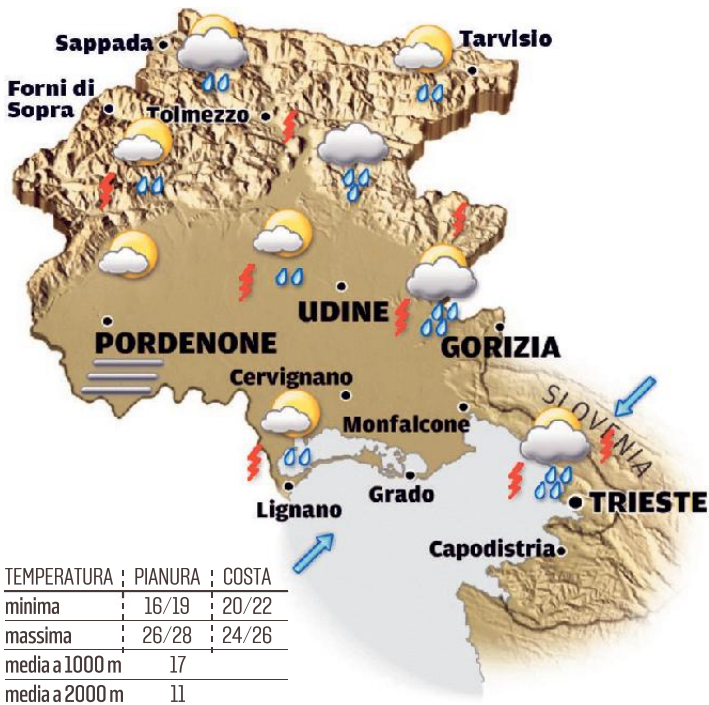 Sappada
Tarvisio
Forni di
Sopra
Tolmezzo
UDINE
PORDENONE
GORIZIA
Cervignano
SLOVENIA
Monfalcone
Lignano
Grado
TRIESTE
Capodistria
TEMPERATURA PIANURA COSTA
minima 16/19 20/22
massima 26/28 24/26
media a 1000 m 17
media a 2000 m 11